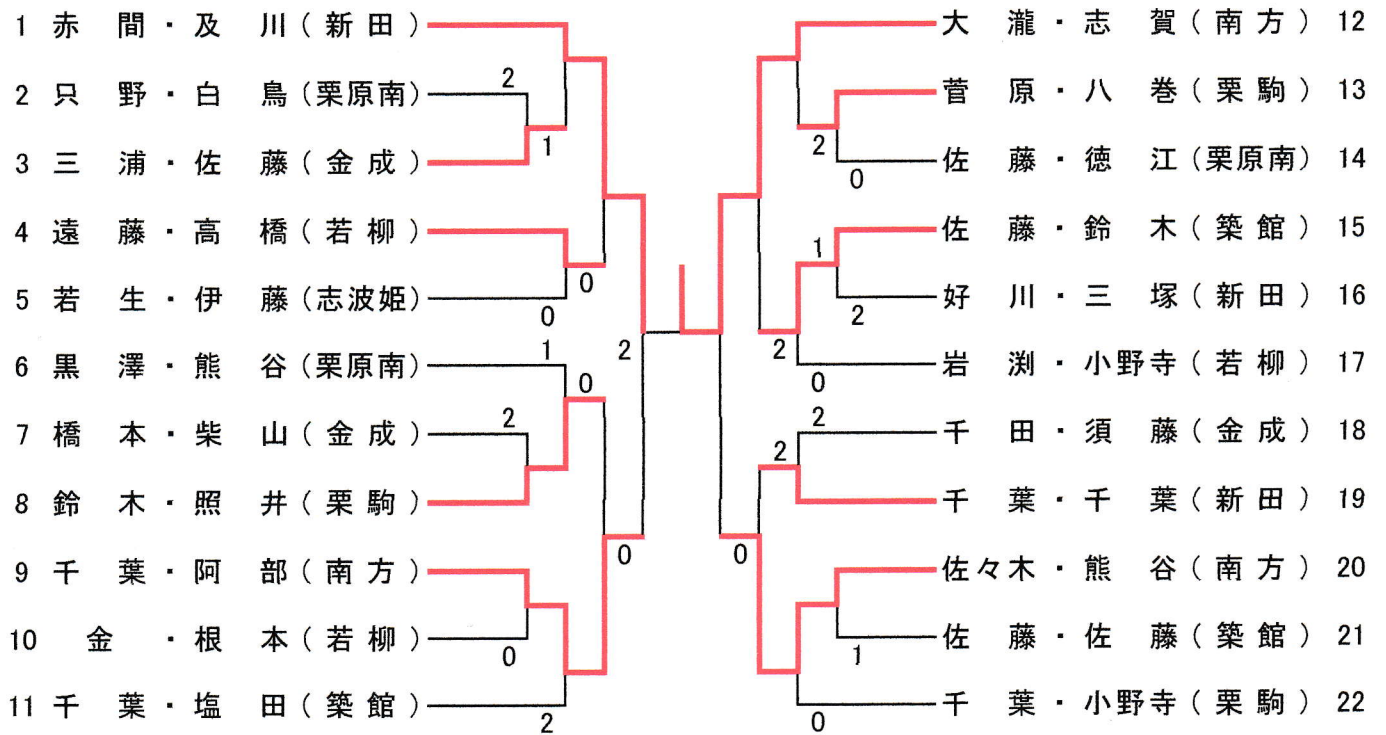 1 赤 間・及 川(新田)
2 只 野・白 鳥(栗原南)
3 三 浦・佐 藤(金成)
4 遠 藤・高 橋(若柳)
5 若 生・伊 藤(志波姫)
6 黒 澤・熊 谷(栗原南)
7 橋 本・柴 山(金成)
8 鈴 木・照 井(栗駒)
9 千 葉・阿 部(南方)
10 金 ・根 本(若柳)
11 千 葉・塩 田(築館)
2
1
0
0
1
0
2
0
2
2
0
大 瀧・志 賀(南方) 12
菅 原・八 巻(栗駒) 13
佐 藤・徳 江(栗原南) 14
佐 藤・鈴 木(築館) 15
好 川・三 塚(新田) 16
岩 渕・小野寺(若柳) 17
千 田・須 藤(金成) 18
千 葉・千 葉(新田) 19
佐々木・熊 谷(南方) 20
佐 藤・佐 藤(築館) 21
千 葉・小野寺(栗駒) 22
2
0
1
2
2
0
2
2
0
1
0